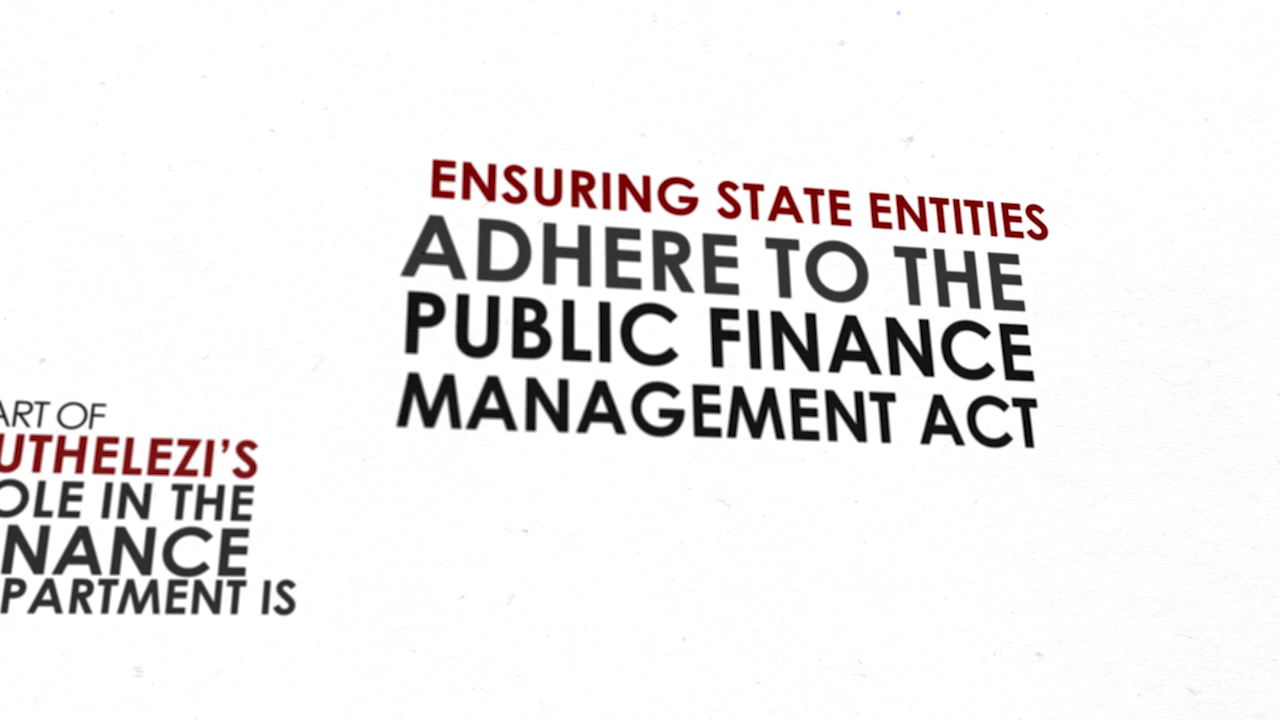 ENSURING STATE ENTITIES
ADHERE TO THE
PUBLIC FINANCE
MANAGEMENT ACT
ART OF
UTHELEZI'S
OLE IN THE
NANCE
PARTMENT IS